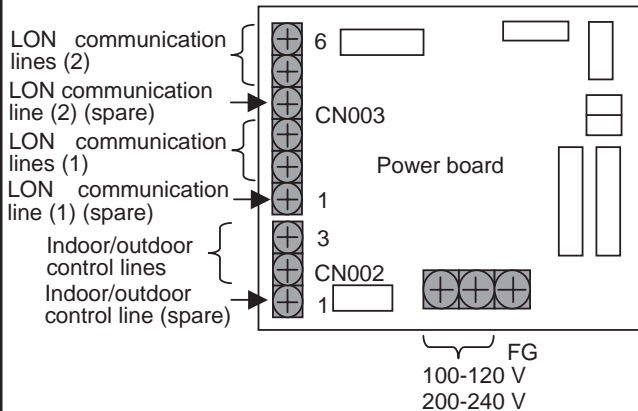 LON communication
lines (2)
LON communication
line (2) (spare)
LON communication
lines (1)
LON communication
line (1) (spare)
Indoor/outdoor
control lines
Indoor/outdoor
control line (spare)
6
CN003
1
3
CN002
1
Power board
FG
100-120 V
200-240 V